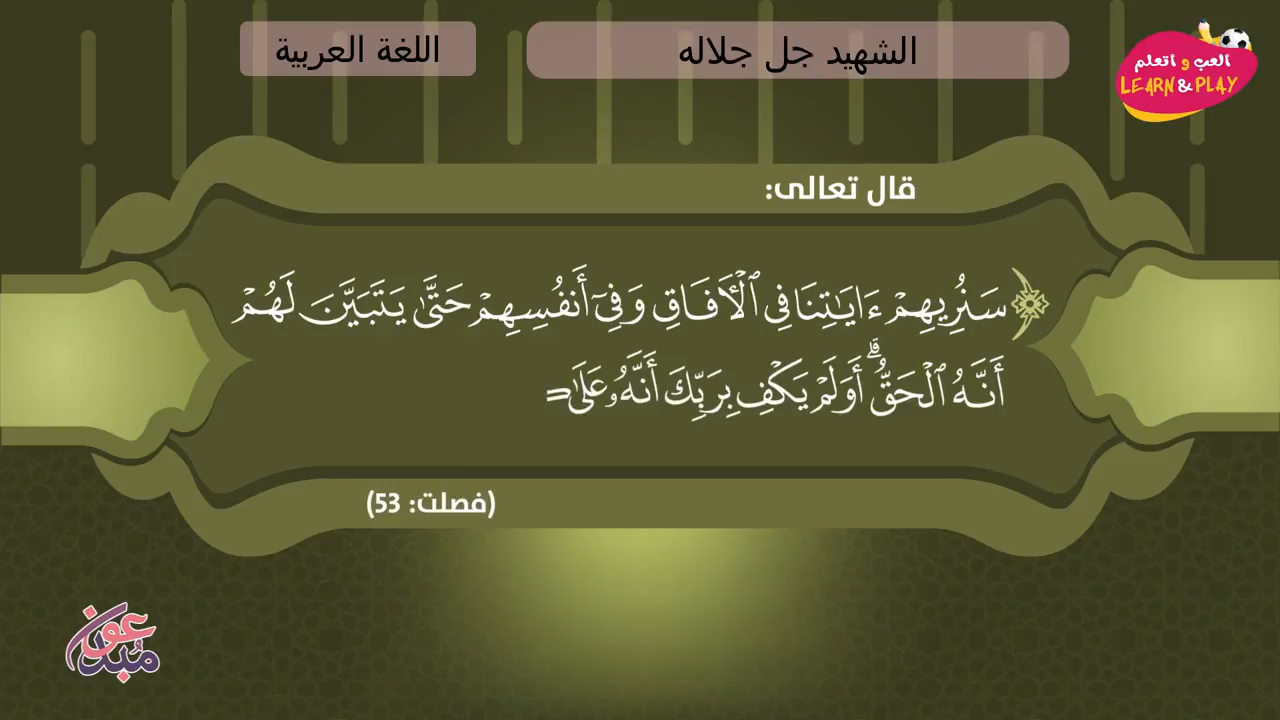 الشهيد جل جلاله
اللغة العربية
العب و اتعلم
LEARN & PLAY
قال تعالى:
﴿سَنُرِيهِمْ ءَايَٰتِنَا فِى ٱلْـَٔافَاقِ وَفِىٓ أَنفُسِهِمْ حَتَّىٰ يَتَبَيَّنَ لَهُمْ
أَنَّهُ ٱلْحَقُّ ۗ أَوَلَمْ يَكْفِ بِرَبِّكَ أَنَّهُۥ عَلَىٰ
(فصلت: 53)
مُبدعون